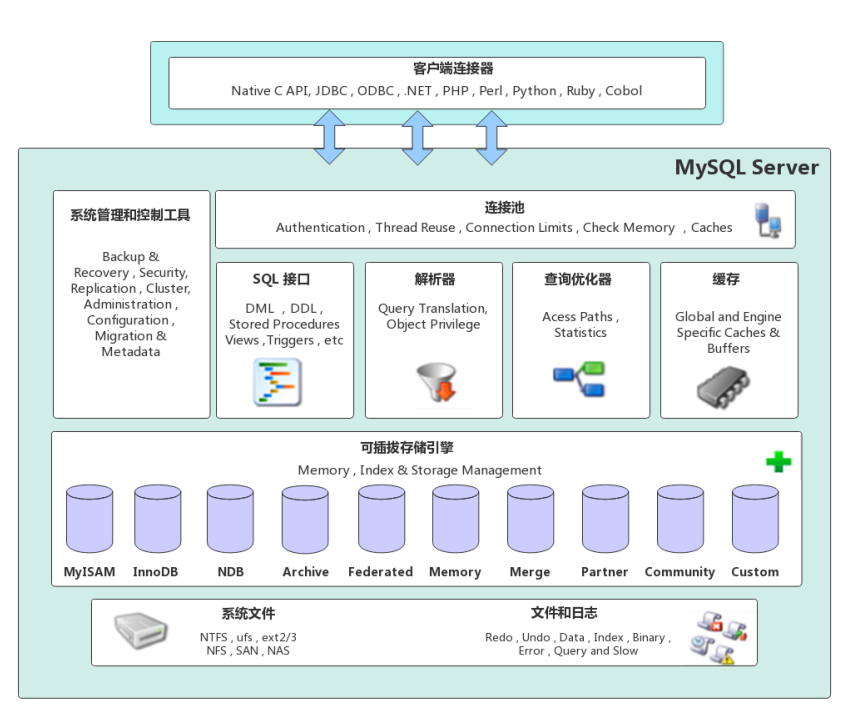 客户端连接器
Native C API, JDBC , ODBC , .NET , PHP , Perl , Python , Ruby , Cobol
MySQL Server
系统管理和控制工具
Backup &
Recovery , Security,
Replication , Cluster,
Administration ,
Configuration ,
Migration &
Metadata
连接池
Authentication , Thread Reuse , Connection Limits , Check Memory , Caches
SQL 接口
DML , DDL ,
Stored Procedures
Views ,Triggers , etc
解析器
Query Translation,
Object Privilege
查询优化器
Acess Paths ,
Statistics
缓存
Global and Engine
Specific Caches &
Buffers
可插拔存储引擎
Memory , Index & Storage Management
MyISAM InnoDB NDB Archive Federated Memory Merge Partner Community Custom
系统文件
NTFS , ufs , ext2/3
NFS , SAN , NAS
文件和日志
Redo , Undo , Data , Index , Binary ,
Error , Query and Slow